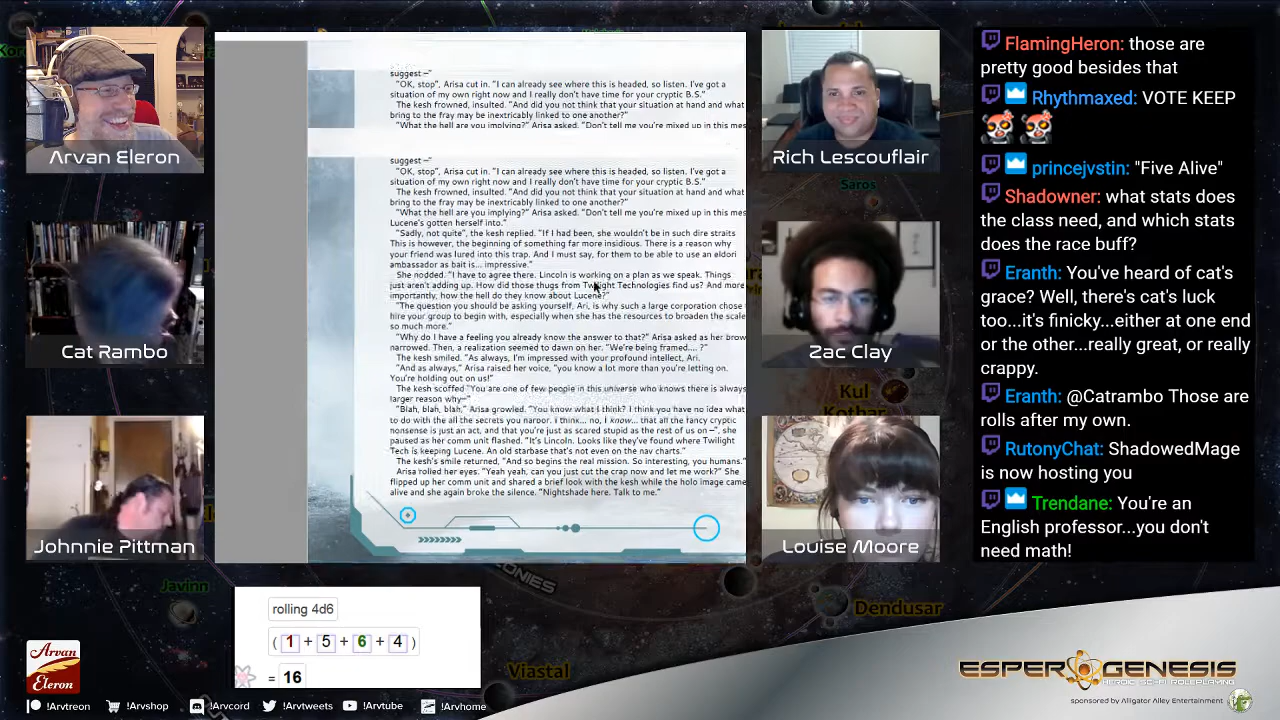 Arvan Eleron
Cat Rambo
Johnnie Pittman
suggest –"
"OK, stop", Arisa cut in. "I can already see where this is headed, so listen. I've got a
situation of my own right now and I really don't have time for your cryptic B.S."
The kesh frowned, insulted. "And did you not think that your situation at hand and what
bring to the fray may be inextricably linked to one another?"
"What the hell are you implying?" Arisa asked. "Don't tell me you're mixed up in this mes
suggest –"
"OK, stop", Arisa cut in. "I can already see where this is headed, so listen. I've got a
situation of my own right now and I really don't have time for your cryptic B.S."
The kesh frowned, insulted. "And did you not think that your situation at hand and what
bring to the fray may be inextricably linked to one another?"
"What the hell are you implying?" Arisa asked. "Don't tell me you're mixed up in this mes
Lucene's gotten herself into."
"Sadly, not quite", the kesh replied. "If I had been, she wouldn't be in such dire straits
This is however, the beginning of something far more insidious. There is a reason why
your friend was lured into this trap. And I must say, for them to be able to use an eldori
ambassador as bait is... impressive."
She nodded. "I have to agree there. Lincoln is working on a plan as we speak. Things
just aren't adding up. How did those thugs from Twilight Technologies find us? And more
importantly, how the hell do they know about Lucene?"
"The question you should be asking yourself, Ari, is why such a large corporation chose
hire your group to begin with, especially when she has the resources to broaden the scale
so much more."
"Why do I have a feeling you already know the answer to that?" Arisa asked as her brow
narrowed. Then, a realization seemed to dawn on her. "We're being framed.... ?"
The kesh smiled. "As always, I'm impressed with your profound intellect, Ari.
"And as always," Arisa raised her voice, "you know a lot more than you're letting on.
You're holding out on us!"
The kesh scoffed "You are one of few people in this universe who knows there is always
larger reason why–"
"Blah, blah, blah," Arisa growled. "You know what I think? I think you have no idea what
to do with the all the secrets you harbor. I think... no, I know... that all the fancy cryptic
nonsense is just an act, and that you're just as scared stupid as the rest of us on –", she
paused as her com unit flashed. "It's Lincoln. Looks like they've found where Twilight
Tech is keeping Lucene. An old starbase that's not even on the nav charts."
The kesh's smile returned, "And so begins the real mission. So interesting, you humans."
Arisa rolled her eyes. "Yeah yeah, can you just cut the crap now and let me work?" She
flipped up her com unit and shared a brief look with the kesh while the holo image came
alive and she again broke the silence. "Nightshade here. Talk to me."
Rich Lescouflair
Saros
Zac Clay
Kul
Kothar
Louise Moore
FlamingHeron: those are
pretty good besides that
Rhythmaxed: VOTE KEEP
princejvstin: "Five Alive"
Shadowner: what stats does
the class need, and which stats
does the race buff?
Eranth: You've heard of cat's
grace? Well, there's cat's luck
too...it's finicky...either at one end
or the other...really great, or really
crappy.
Eranth: @Catrambo Those are
rolls after my own.
RutonyChat: ShadowedMage
is now hosting you
Trendane: You're an
English professor...you don't
need math!
Javinn
Dendusar
Viastal
rolling 4d6
( 1 + 5 + 6 + 4 )
= 16
Arvan
Eleron
!Arvtreon
!Arvshop
!Arvcord
!Arvtweets
!Arvtube
!Arvhome
ESPER GENESIS
HEROIC SCI-FI ROLEPLAYING
sponsored by Alligator Alley Entertainment